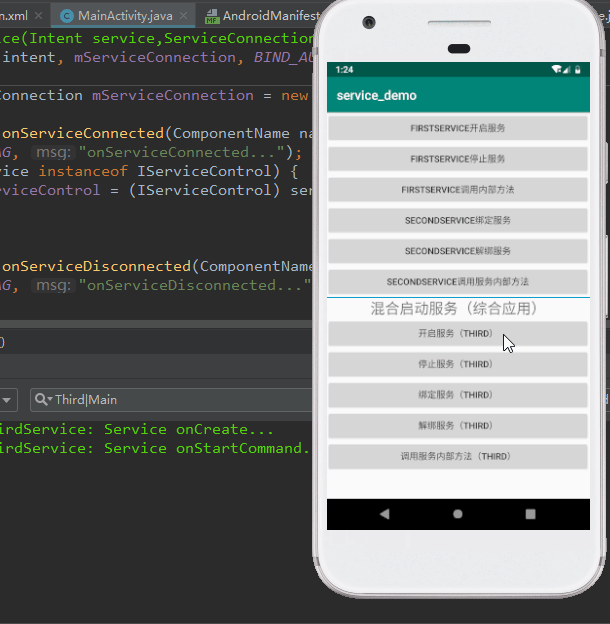 n.xml × MainActivity.java × AndroidManifest
ice(Intent service,ServiceConnection
intent, mServiceConnection, BIND_AU
Connection mServiceConnection = new
onServiceConnected(ComponentName na
AG, msg: "onServiceConnected...");
vice instanceof IServiceControl) {
erviceControl = (IServiceControl) ser
onServiceDisconnected(ComponentName
AG, msg: "onServiceDisconnected..."
)
Third|Main
irdService: Service onCreate...
irdService: Service onStartCommand.
1:24
service_demo
FIRSTSERVICE开启服务
FIRSTSERVICE停止服务
FIRSTSERVICE调用内部方法
SECONDSERVICE绑定服务
SECONDSERVICE解绑服务
SECONDSERVICE调用服务内部方法
混合启动服务（综合应用）
开启服务（THIRD）
停止服务（THIRD）
绑定服务（THIRD）
解绑服务（THIRD）
调用服务内部方法（THIRD）